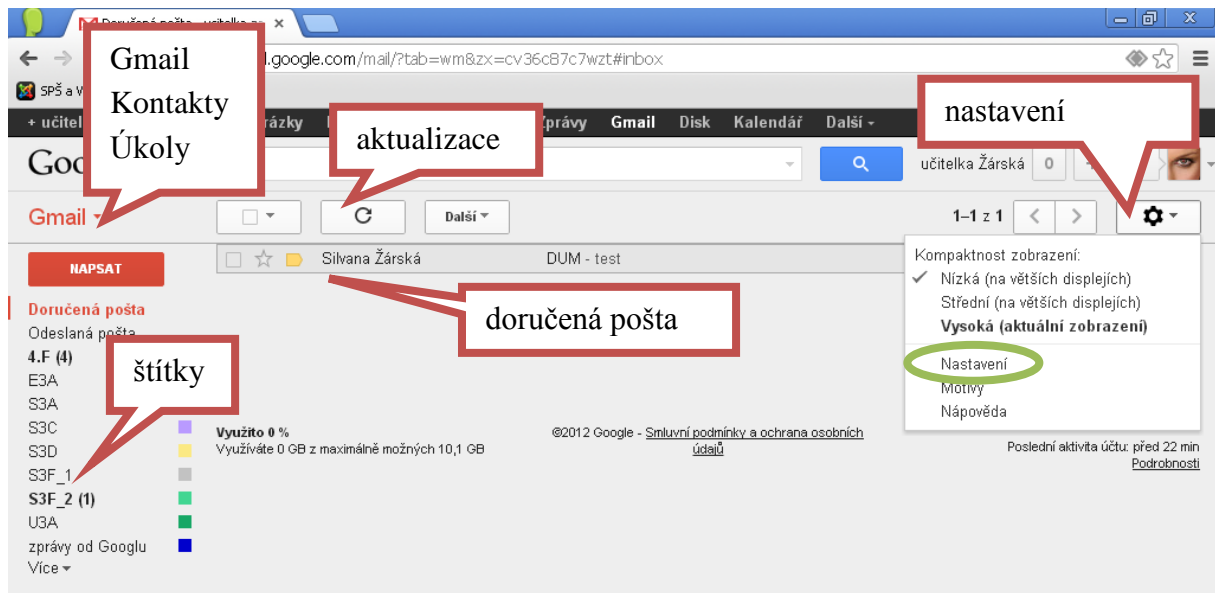 Doručená pošta - učitelka
Gmail
Kontakty
Úkoly
.google.com/mail/?tab=wm&zx=cv36c87c7wzt#inbox
SPŠ a V
nastavení
+ učitel
rázky
Zprávy Gmail Disk Kalendář Další
aktualizace
Goo
učitelka Žárská 0 +
Gmail
Další
1–1 z 1
NAPSAT
Silvana Žárská DUM - test
Kompaktnost zobrazení:
Nízká (na větších displejích)
Střední (na větších displejích)
Vysoká (aktuální zobrazení)
Nastavení
Motivy
Nápověda
doručená pošta
Doručená pošta
Odeslaná pošta
4.F (4)
štítky
E3A
S3A
S3C
S3D
S3F_1
S3F_2 (1)
U3A
zprávy od Googlu
Více
Využito 0 %
Využíváte 0 GB z maximálně možných 10,1 GB
©2012 Google - Smluvní podmínky a ochrana osobních
údajů
Poslední aktivita účtu: před 22 min
Podrobnosti